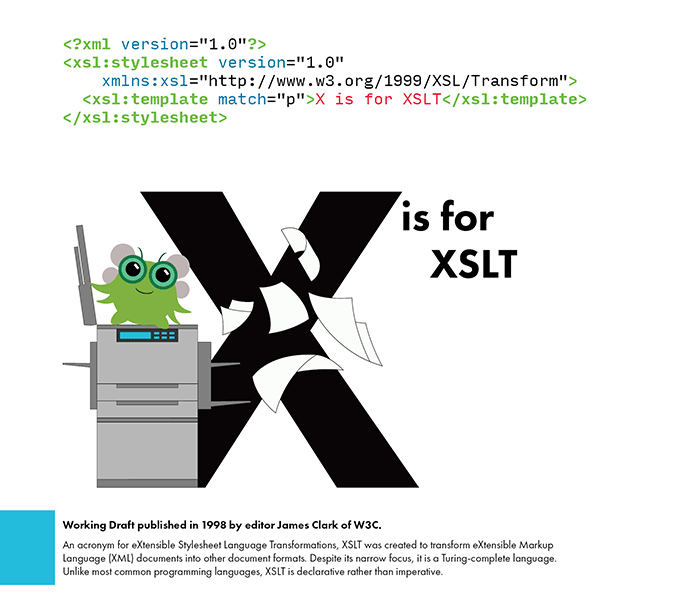 <?xml version="1.0"?>
<xsl:stylesheet version="1.0"
    xmlns:xsl="http://www.w3.org/1999/XSL/Transform">
  <xsl:template match="p">X is for XSLT</xsl:template>
</xsl:stylesheet>
X is for
XSLT
Working Draft published in 1998 by editor James Clark of W3C.
An acronym for eXtensible Stylesheet Language Transformations, XSLT was created to transform eXtensible Markup
Language (XML) documents into other document formats. Despite its narrow focus, it is a Turing-complete language.
Unlike most common programming languages, XSLT is declarative rather than imperative.